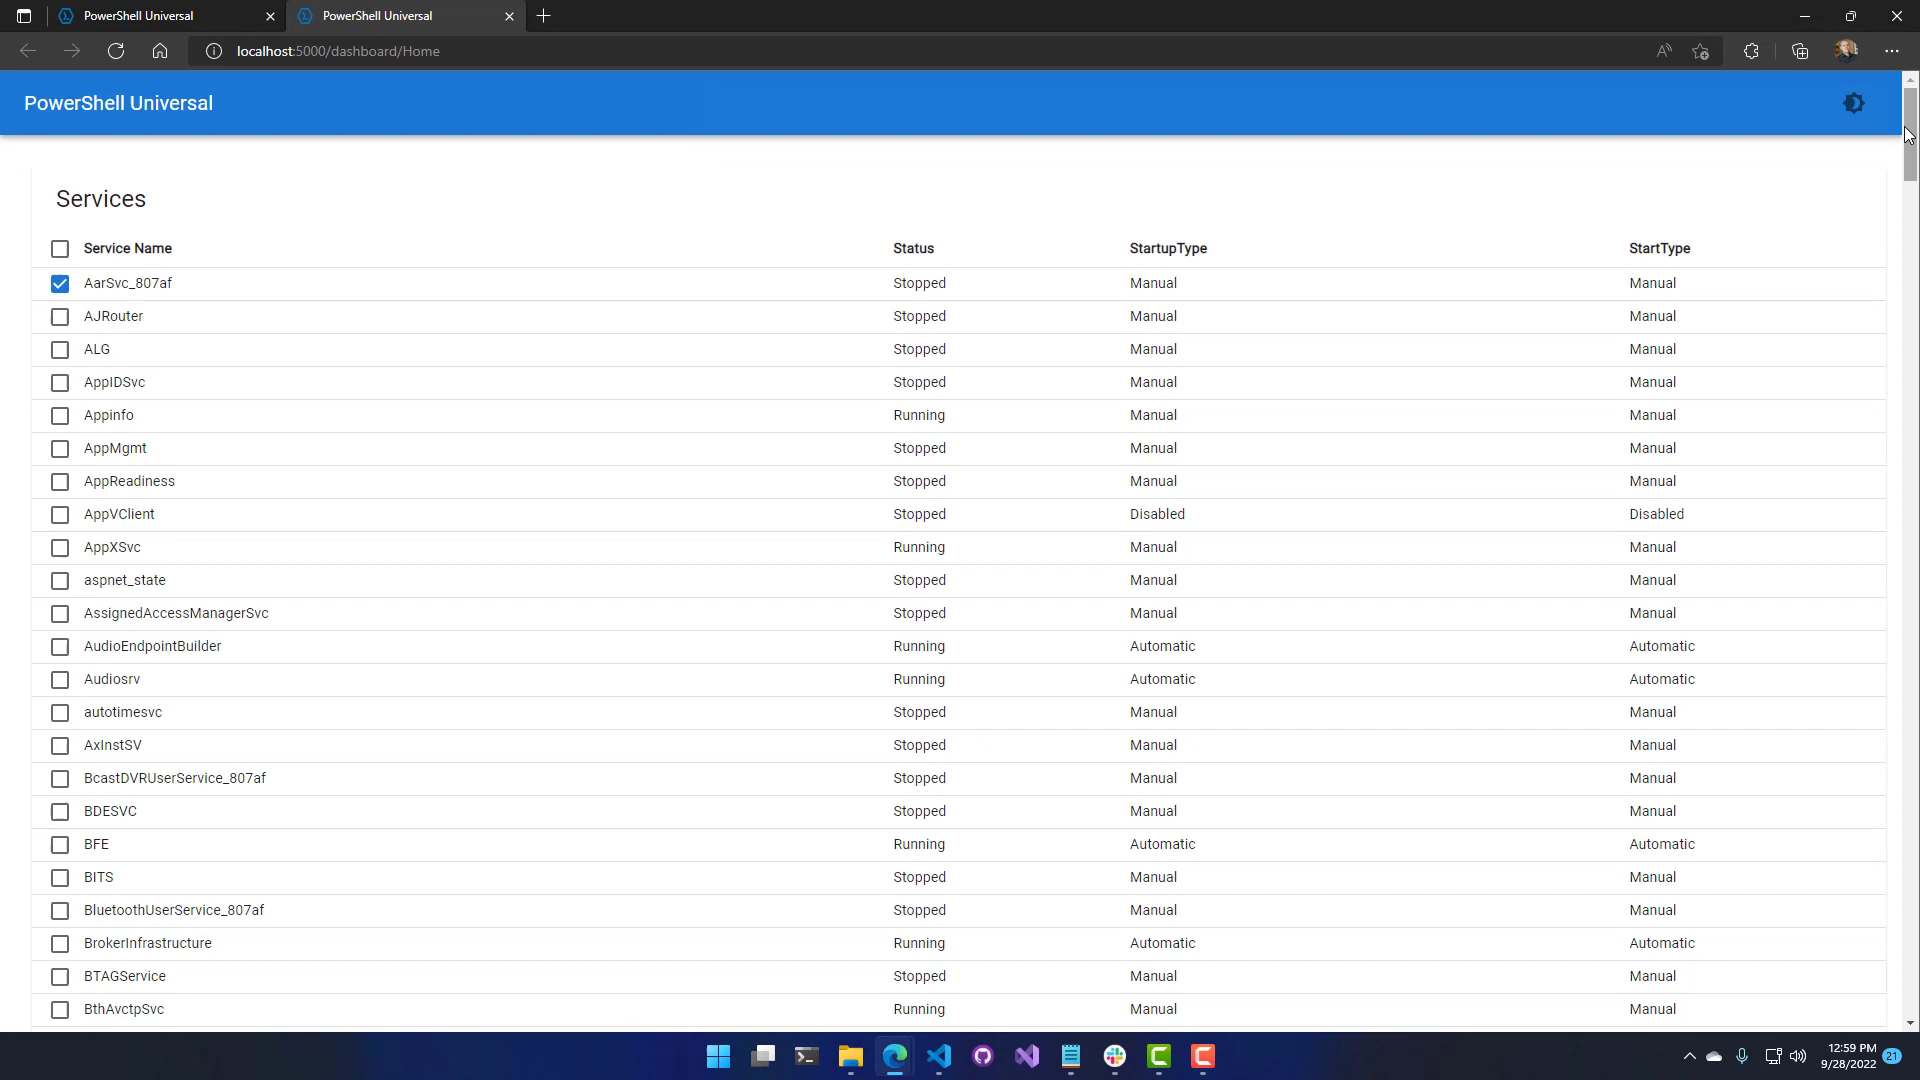 PowerShell Universal
PowerShell Universal
localhost:5000/dashboard/Home
PowerShell Universal
Services
Service Name Status StartupType StartType
AarSvc_807af Stopped Manual Manual
AJRouter Stopped Manual Manual
ALG Stopped Manual Manual
AppIDSvc Stopped Manual Manual
Appinfo Running Manual Manual
AppMgmt Stopped Manual Manual
AppReadiness Stopped Manual Manual
AppVClient Stopped Disabled Disabled
AppXSvc Running Manual Manual
aspnet_state Stopped Manual Manual
AssignedAccessManagerSvc Stopped Manual Manual
AudioEndpointBuilder Running Automatic Automatic
Audiosrv Running Automatic Automatic
autotimesvc Stopped Manual Manual
AxInstSV Stopped Manual Manual
BcastDVRUserService_807af Stopped Manual Manual
BDESVC Stopped Manual Manual
BFE Running Automatic Automatic
BITS Stopped Manual Manual
BluetoothUserService_807af Stopped Manual Manual
BrokerInfrastructure Running Automatic Automatic
BTAGService Stopped Manual Manual
BthAvctpSvc Running Manual Manual
12:59 PM
9/28/2022
21